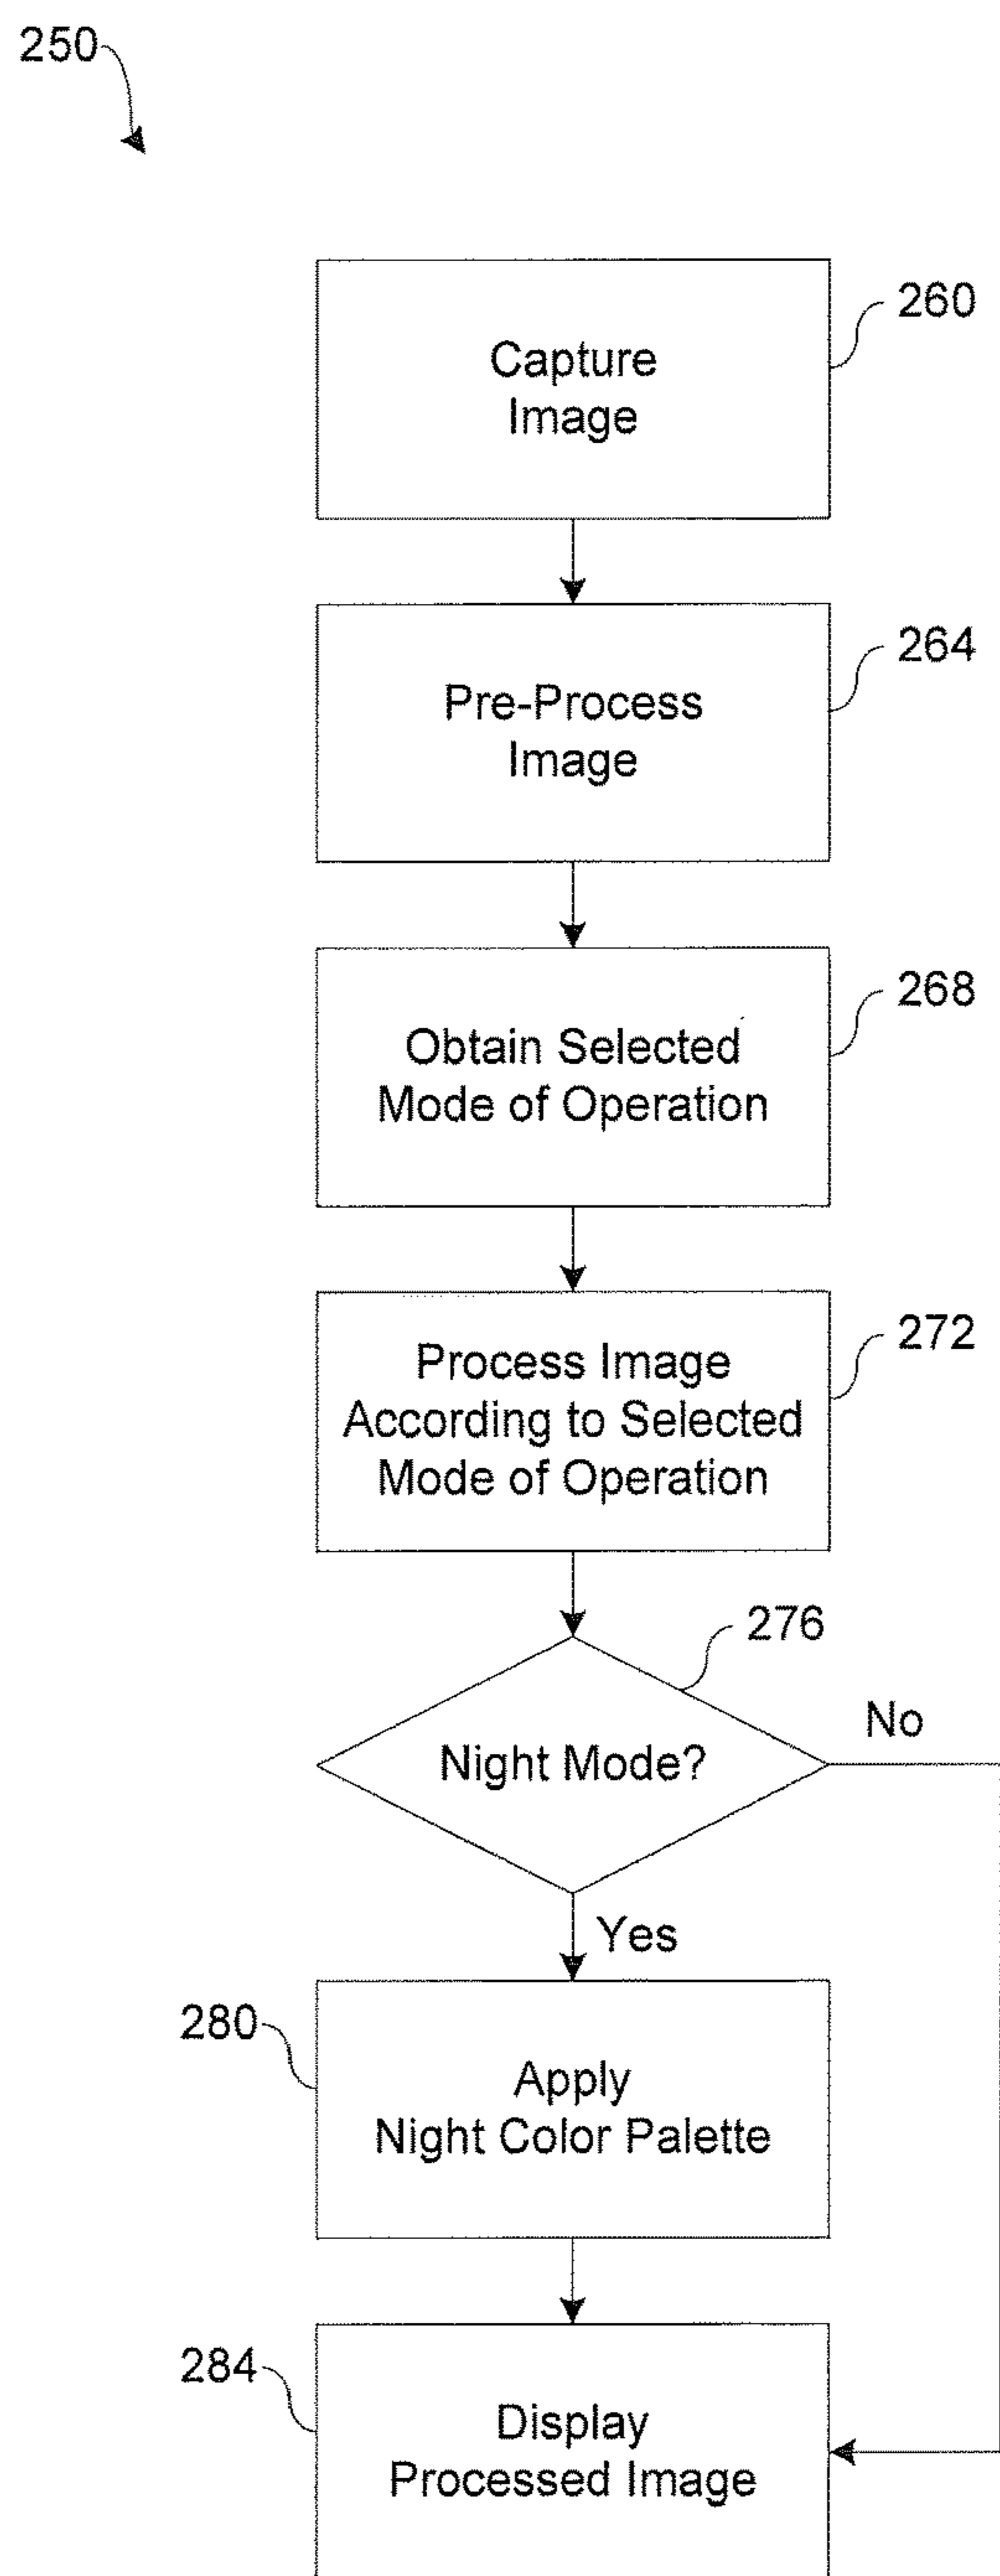 250
Capture
Image
260
Pre-Process
Image
264
Obtain Selected
Mode of Operation
268
Process Image
According to Selected
Mode of Operation
272
276
Night Mode?
No
Yes
280
Apply
Night Color Palette
284
Display
Processed Image